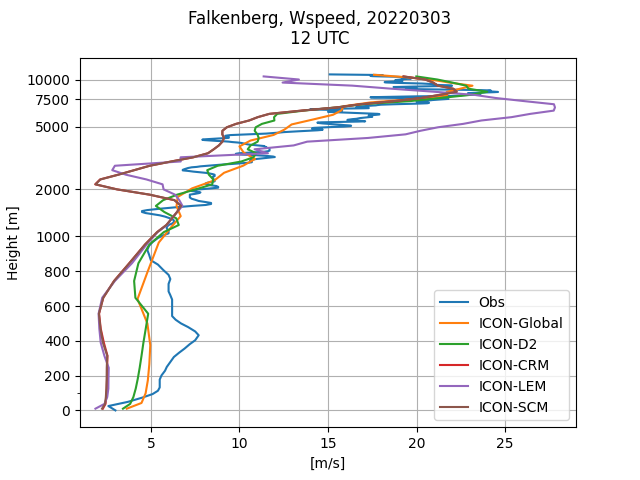 Falkenberg, Wspeed, 20220303
12 UTC
10000
7500
5000
2000
1000
800
600
400
200
0
Height [m]
5
10
15
20
25
[m/s]
Obs
ICON-Global
ICON-D2
ICON-CRM
ICON-LEM
ICON-SCM